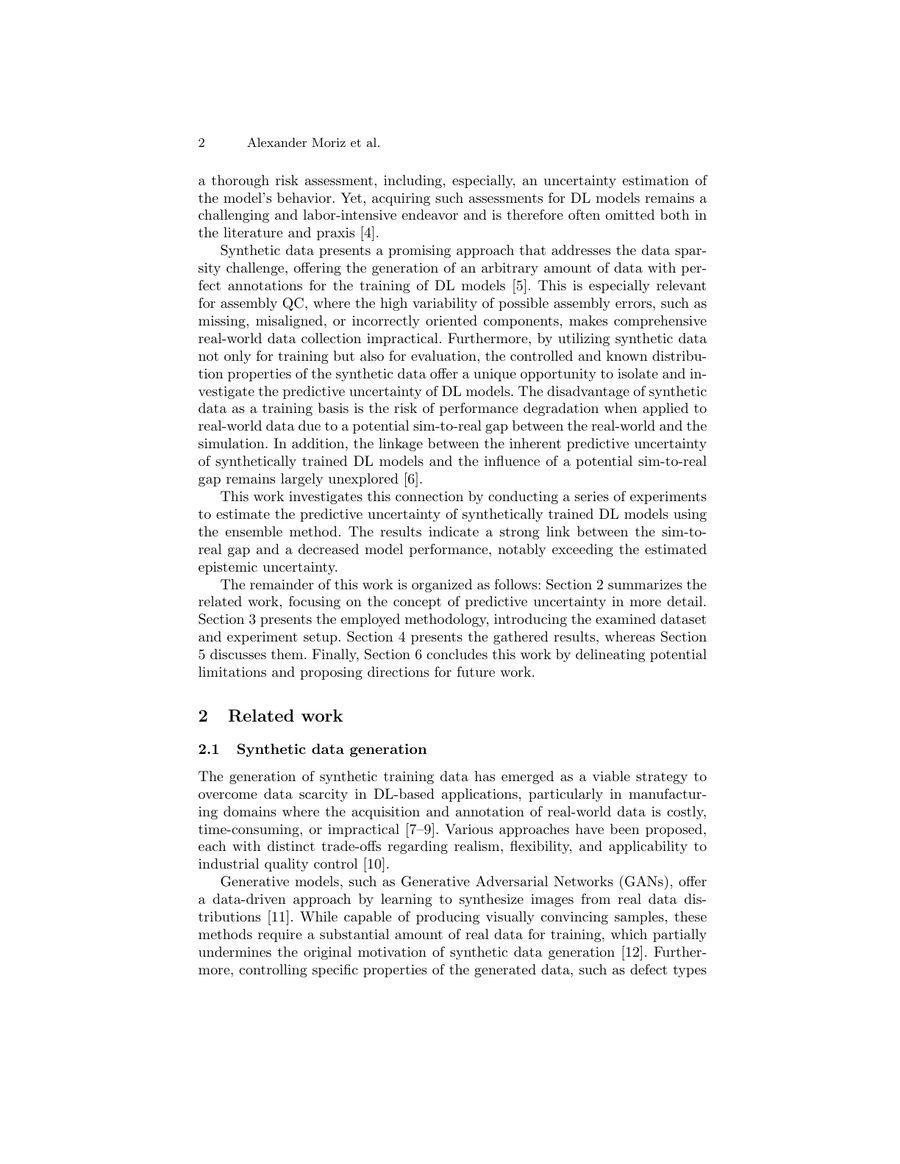 2 Alexander Moriz et al.
a thorough risk assessment, including, especially, an uncertainty estimation of
the model's behavior. Yet, acquiring such assessments for DL models remains a
challenging and labor-intensive endeavor and is therefore often omitted both in
the literature and praxis [4].
Synthetic data presents a promising approach that addresses the data spar-
sity challenge, offering the generation of an arbitrary amount of data with per-
fect annotations for the training of DL models [5]. This is especially relevant
for assembly QC, where the high variability of possible assembly errors, such as
missing, misaligned, or incorrectly oriented components, makes comprehensive
real-world data collection impractical. Furthermore, by utilizing synthetic data
not only for training but also for evaluation, the controlled and known distribu-
tion properties of the synthetic data offer a unique opportunity to isolate and in-
vestigate the predictive uncertainty of DL models. The disadvantage of synthetic
data as a training basis is the risk of performance degradation when applied to
real-world data due to a potential sim-to-real gap between the real-world and the
simulation. In addition, the linkage between the inherent predictive uncertainty
of synthetically trained DL models and the influence of a potential sim-to-real
gap remains largely unexplored [6].
This work investigates this connection by conducting a series of experiments
to estimate the predictive uncertainty of synthetically trained DL models using
the ensemble method. The results indicate a strong link between the sim-to-
real gap and a decreased model performance, notably exceeding the estimated
epistemic uncertainty.
The remainder of this work is organized as follows: Section 2 summarizes the
related work, focusing on the concept of predictive uncertainty in more detail.
Section 3 presents the employed methodology, introducing the examined dataset
and experiment setup. Section 4 presents the gathered results, whereas Section
5 discusses them. Finally, Section 6 concludes this work by delineating potential
limitations and proposing directions for future work.
2 Related work
2.1 Synthetic data generation
The generation of synthetic training data has emerged as a viable strategy to
overcome data scarcity in DL-based applications, particularly in manufactur-
ing domains where the acquisition and annotation of real-world data is costly,
time-consuming, or impractical [7–9]. Various approaches have been proposed,
each with distinct trade-offs regarding realism, flexibility, and applicability to
industrial quality control [10].
Generative models, such as Generative Adversarial Networks (GANs), offer
a data-driven approach by learning to synthesize images from real data dis-
tributions [11]. While capable of producing visually convincing samples, these
methods require a substantial amount of real data for training, which partially
undermines the original motivation of synthetic data generation [12]. Further-
more, controlling specific properties of the generated data, such as defect types